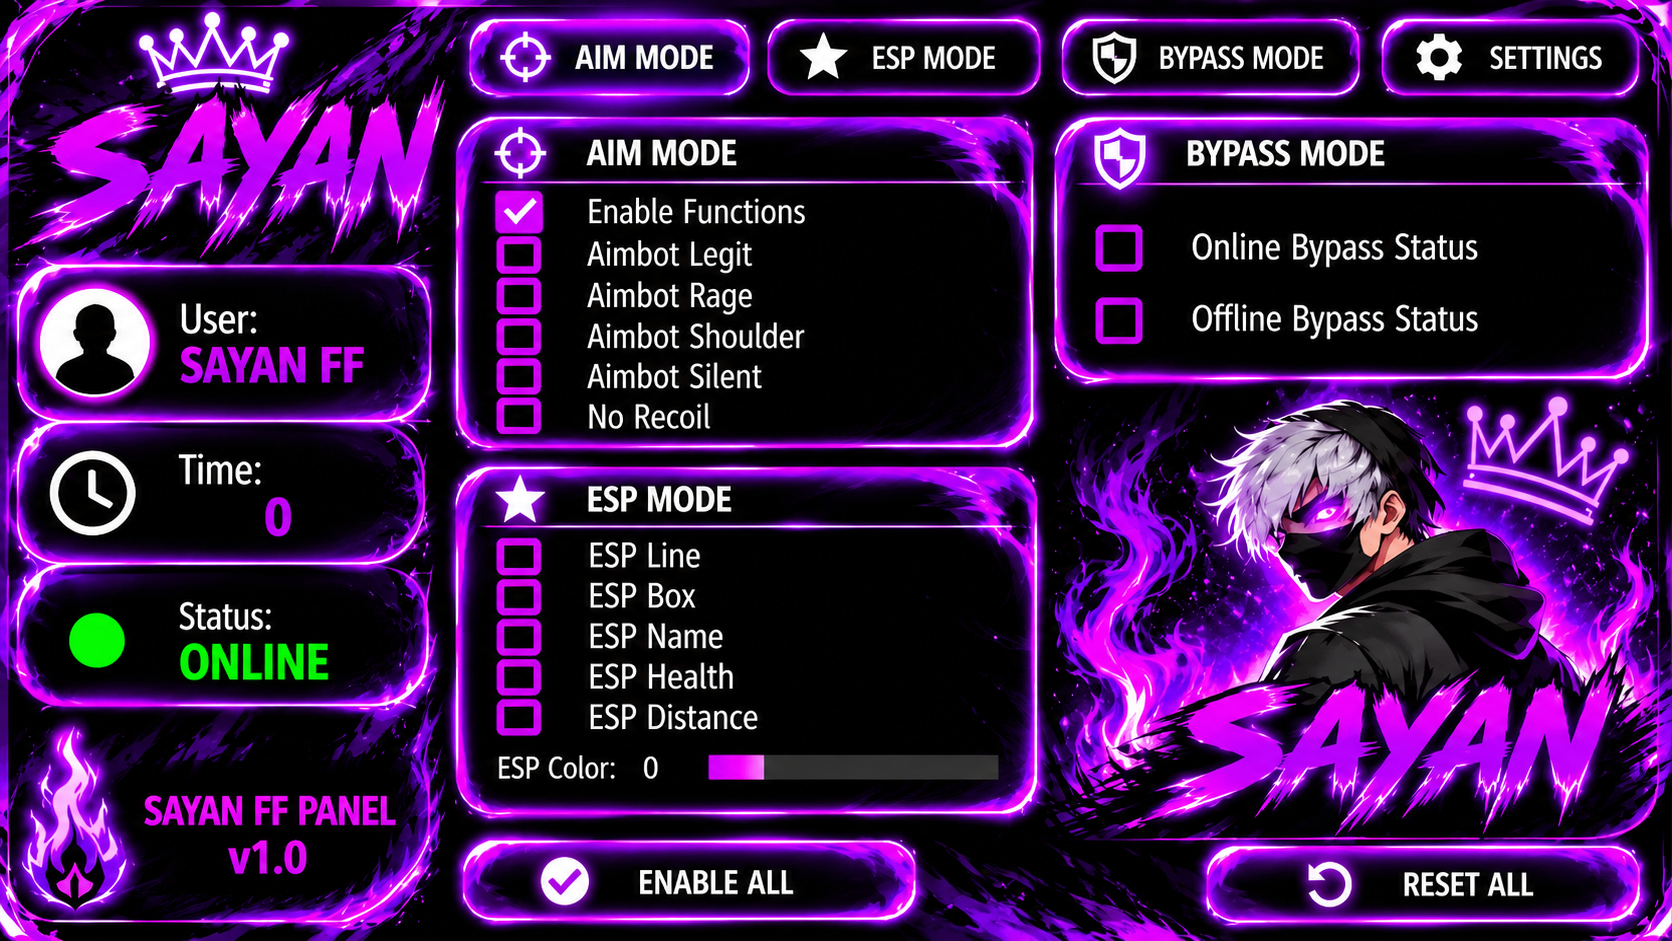 SAYAN
User:
SAYAN FF
Time:
0
Status:
ONLINE
SAYAN FF PANEL
v1.0
AIM MODE
ESP MODE
BYPASS MODE
SETTINGS
AIM MODE
Enable Functions
Aimbot Legit
Aimbot Rage
Aimbot Shoulder
Aimbot Silent
No Recoil
ESP MODE
ESP Line
ESP Box
ESP Name
ESP Health
ESP Distance
ESP Color: 0
ENABLE ALL
BYPASS MODE
Online Bypass Status
Offline Bypass Status
SAYAN
RESET ALL